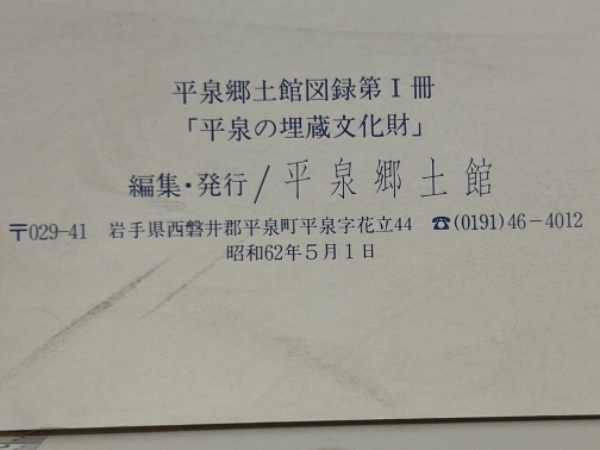 平泉郷土館図録第Ⅰ冊
「平泉の埋蔵文化財」
編集・発行/平泉郷土館
〒029-41 岩手県西磐井郡平泉町平泉字花立44 ☎(0191)46-4012
昭和62年5月1日